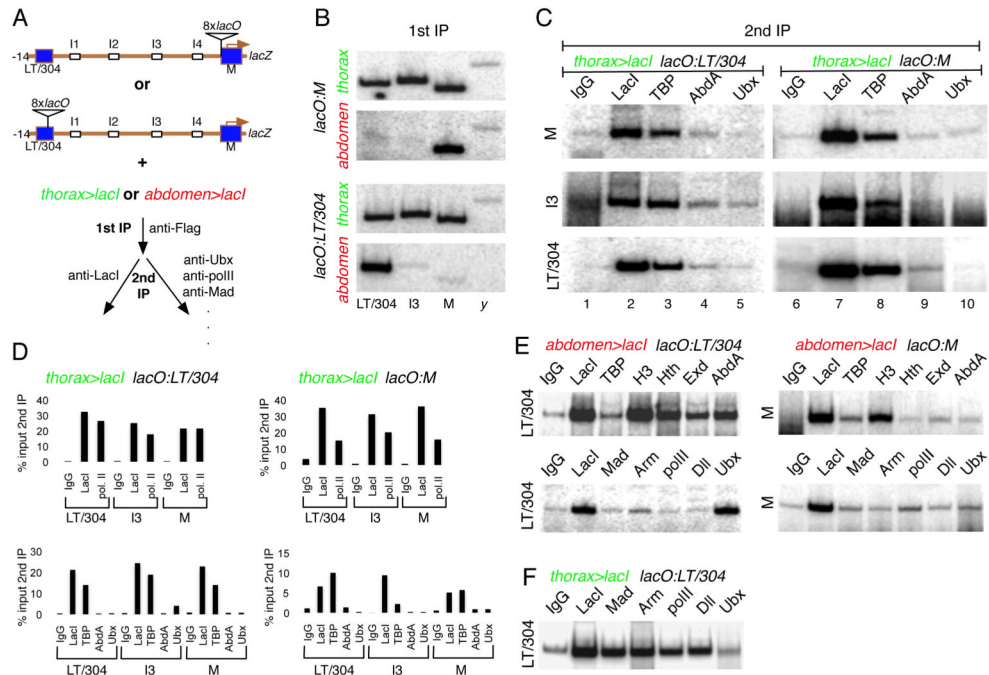 A
8xlacO
I1 I2 I3 I4
-14 lacZ
LT/304 M
or
8xlacO
I1 I2 I3 I4
-14 lacZ
LT/304 M
+
thorax>lacI or abdomen>lacI
1st IP anti-Flag
anti-LacI 2nd IP anti-Ubx
anti-polII
anti-Mad
.
.
.
B
1st IP
lacO:M thorax
abdomen
lacO:LT/304 thorax
abdomen
LT/304 I3 M y
C
2nd IP
thorax>lacI lacO:LT/304 thorax>lacI lacO:M
IgG LacI TBP AbdA Ubx IgG LacI TBP AbdA Ubx
M
I3
LT/304
1 2 3 4 5 6 7 8 9 10
D
thorax>lacI lacO:LT/304
% input 2nd IP
40
30
20
10
0
IgG LacI pol. II IgG LacI pol. II IgG LacI pol. II
LT/304 I3 M
thorax>lacI lacO:M
% input 2nd IP
40
30
20
10
0
IgG LacI pol.II IgG LacI pol.II IgG LacI pol.II
LT/304 I3 M
% input 2nd IP
30
20
10
0
IgG LacI TBP AbdA Ubx IgG LacI TBP AbdA Ubx IgG LacI TBP AbdA Ubx
LT/304 I3 M
% input 2nd IP
15
10
5
0
IgG LacI TBP AbdA Ubx IgG LacI TBP AbdA Ubx IgG LacI TBP AbdA Ubx
LT/304 I3 M
E
abdomen>lacI lacO:LT/304
IgG LacI TBP H3 Hth Exd AbdA
LT/304
IgG LacI Mad Arm polII Dll Ubx
LT/304
abdomen>lacI lacO:M
IgG LacI TBP H3 Hth Exd AbdA
M
IgG LacI Mad Arm polII Dll Ubx
M
F
thorax>lacI lacO:LT/304
IgG LacI Mad Arm polII Dll Ubx
LT/304